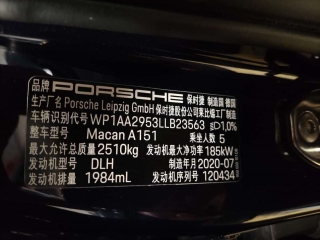 品牌 PORSCHE 保时捷 制造国 德国
生产厂名 Porsche Leipzig GmbH 保时捷股份公司莱比锡工厂制造
车辆识别代号 WP1AA2953LLB23563
整车型号 Macan A151 乘坐人数 5
最大允许总质量 2510kg 发动机最大净功率 185kW
发动机型号 DLH 制造年月 2020-07
发动机排量 1984mL 发动机序列号 120434